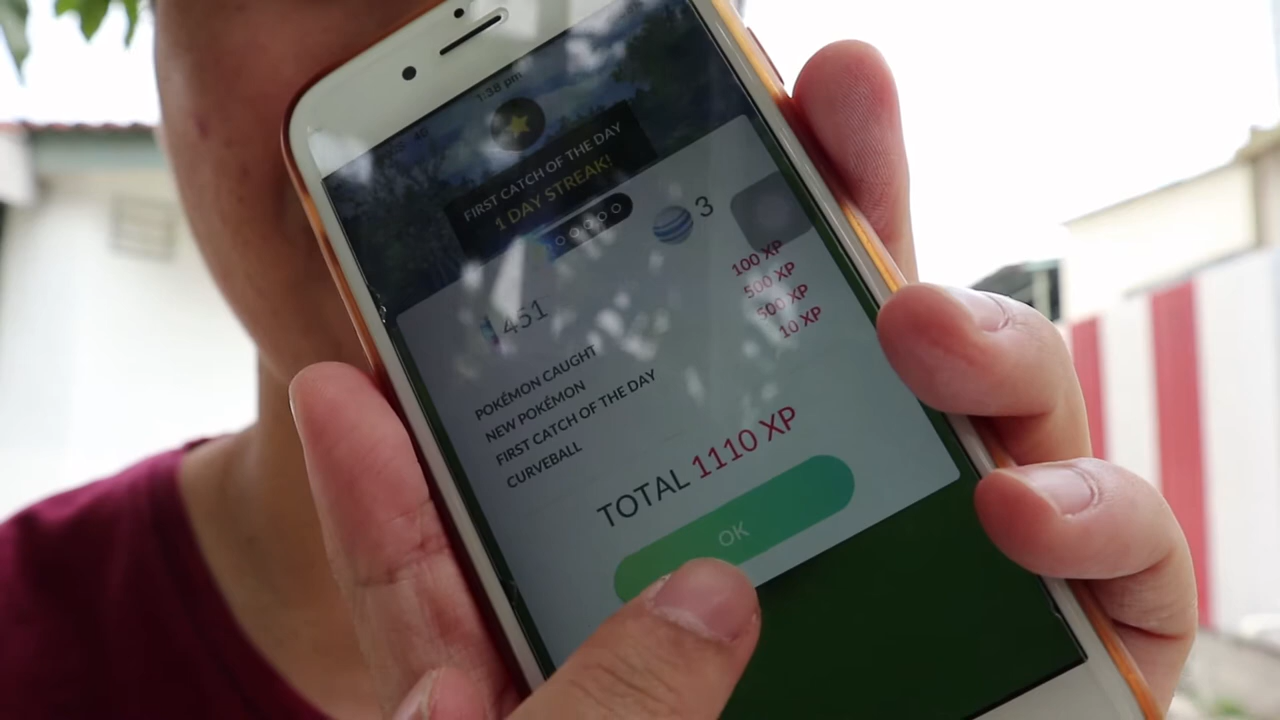 4G
1:38 pm
FIRST CATCH OF THE DAY
1 DAY STREAK!
3
451
POKÉMON CAUGHT 100 XP
NEW POKÉMON 500 XP
FIRST CATCH OF THE DAY 500 XP
CURVEBALL 10 XP
TOTAL 1110 XP
OK